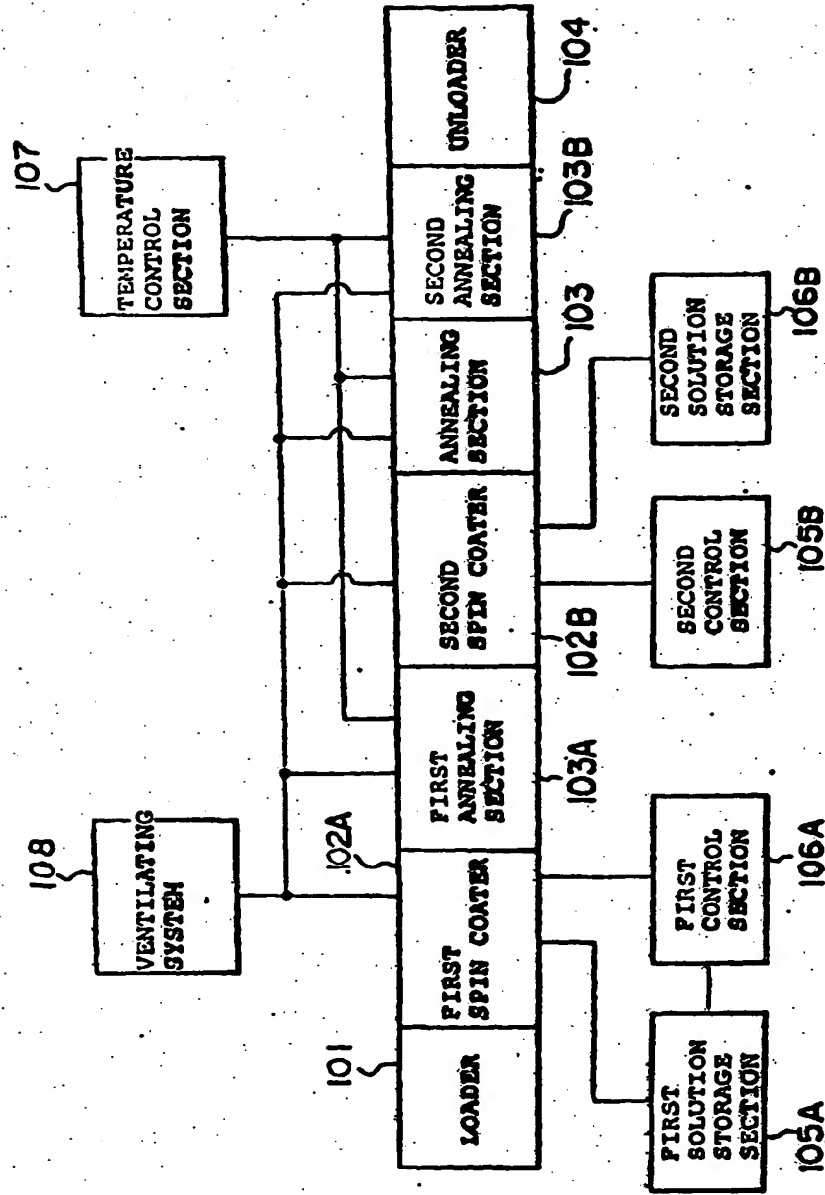 108
VENTILATING
SYSTEM
107
TEMPERATURE
CONTROL
SECTION
101
LOADER
102A
FIRST
SPIN COATER
FIRST
ANNEALING
SECTION
103A
SECOND
SPIN COATER
102B
ANNEALING
SECTION
103
SECOND
ANNEALING
SECTION
103B
UNLOADER
104
FIRST
SOLUTION
STORAGE
SECTION
105A
FIRST
CONTROL
SECTION
106A
SECOND
CONTROL
SECTION
105B
SECOND
SOLUTION
STORAGE
SECTION
106B